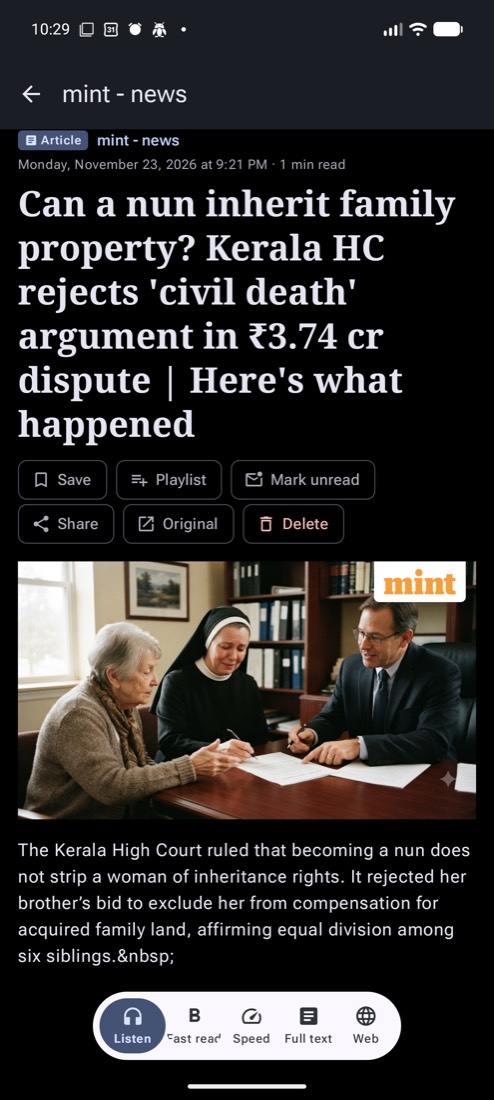 10:29
31
mint - news
Article mint - news
Monday, November 23, 2026 at 9:21 PM · 1 min read
Can a nun inherit family
property? Kerala HC
rejects 'civil death'
argument in ₹3.74 cr
dispute | Here's what
happened
Save Playlist Mark unread
Share Original Delete
mint
The Kerala High Court ruled that becoming a nun does
not strip a woman of inheritance rights. It rejected her
brother’s bid to exclude her from compensation for
acquired family land, affirming equal division among
six siblings.&nbsp;
B
Listen Fast read Speed Full text Web